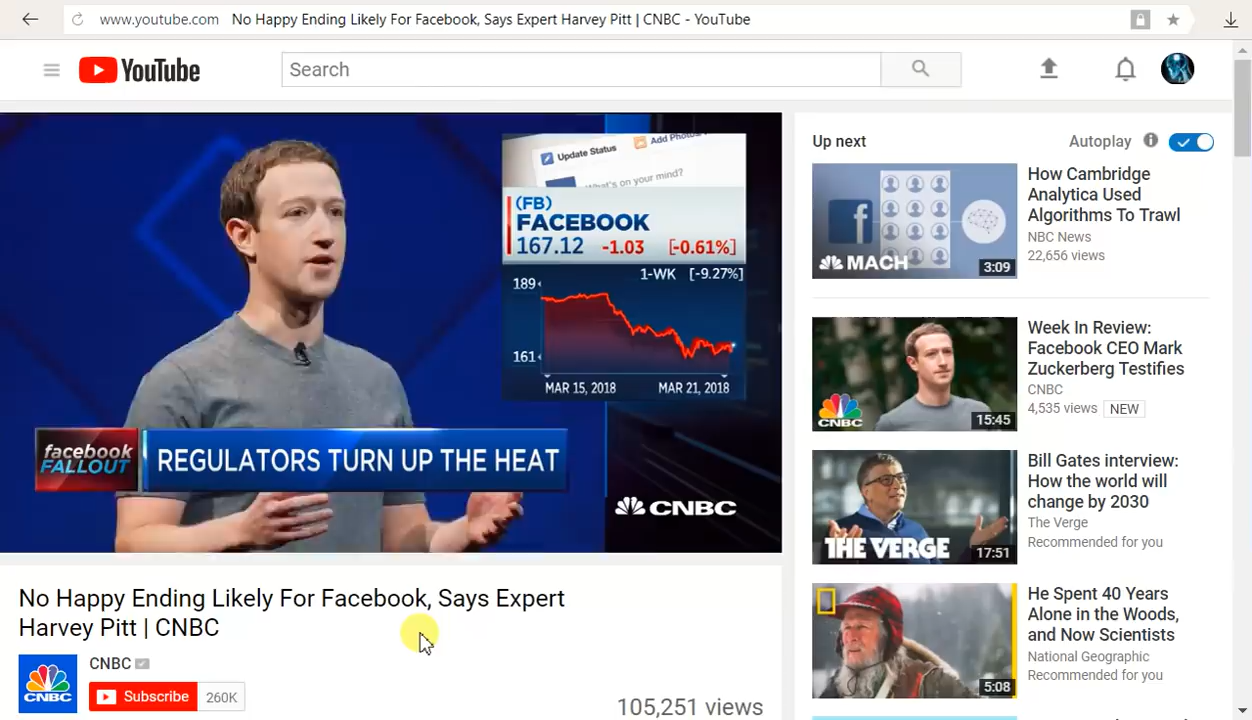 www.youtube.com No Happy Ending Likely For Facebook, Says Expert Harvey Pitt | CNBC - YouTube
YouTube
Search
Update Status
Add Photos
What's on your mind?
(FB)
FACEBOOK
167.12 -1.03 [-0.61%]
1-WK [-9.27%]
189
161
MAR 15, 2018 MAR 21, 2018
facebook
FALLOUT
REGULATORS TURN UP THE HEAT
CNBC
No Happy Ending Likely For Facebook, Says Expert
Harvey Pitt | CNBC
CNBC
CNBC
Subscribe 260K
105,251 views
Up next Autoplay
MACH
3:09
How Cambridge
Analytica Used
Algorithms To Trawl
NBC News
22,656 views
CNBC
15:45
Week In Review:
Facebook CEO Mark
Zuckerberg Testifies
CNBC
4,535 views NEW
THE VERGE
17:51
Bill Gates interview:
How the world will
change by 2030
The Verge
Recommended for you
5:08
He Spent 40 Years
Alone in the Woods,
and Now Scientists
National Geographic
Recommended for you